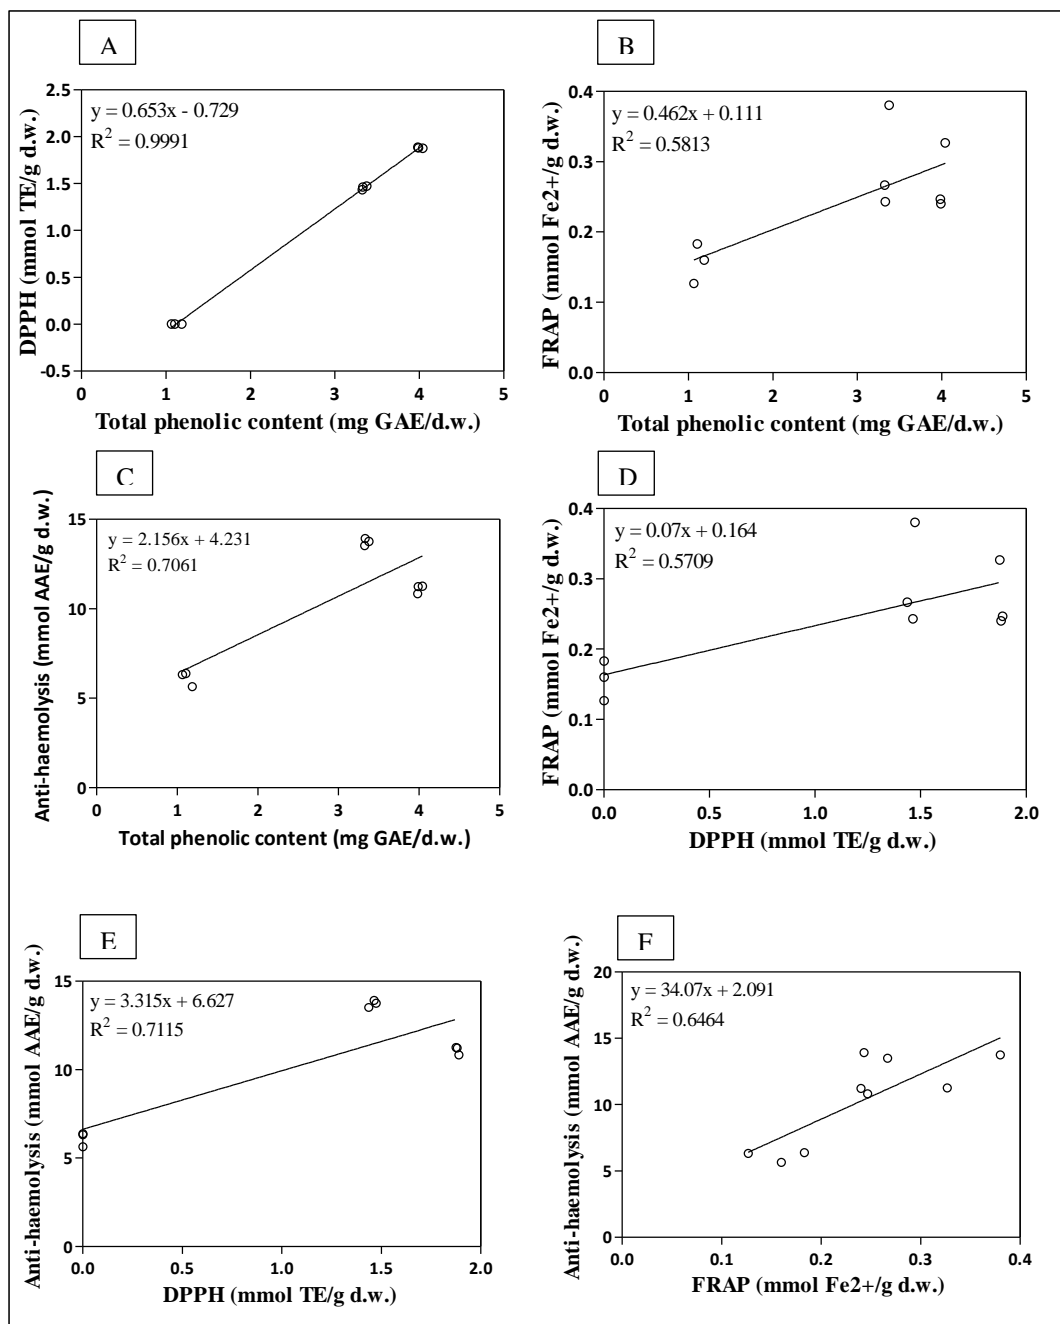 A
y = 0.653x - 0.729
R² = 0.9991
DPPH (mmol TE/g d.w.)
2.5
2.0
1.5
1.0
0.5
0.0
-0.5
0 1 2 3 4 5
Total phenolic content (mg GAE/d.w.)
B
y = 0.462x + 0.111
R² = 0.5813
FRAP (mmol Fe2+/g d.w.)
0.4
0.3
0.2
0.1
0.0
0 1 2 3 4 5
Total phenolic content (mg GAE/d.w.)
C
y = 2.156x + 4.231
R² = 0.7061
Anti-haemolysis (mmol AAE/g d.w.)
15
10
5
0
0 1 2 3 4 5
Total phenolic content (mg GAE/d.w.)
D
y = 0.07x + 0.164
R² = 0.5709
FRAP (mmol Fe2+/g d.w.)
0.4
0.3
0.2
0.1
0.0
0.0 0.5 1.0 1.5 2.0
DPPH (mmol TE/g d.w.)
E
y = 3.315x + 6.627
R² = 0.7115
Anti-haemolysis (mmol AAE/g d.w.)
15
10
5
0
0.0 0.5 1.0 1.5 2.0
DPPH (mmol TE/g d.w.)
F
y = 34.07x + 2.091
R² = 0.6464
Anti-haemolysis (mmol AAE/g d.w.)
20
15
10
5
0
0.0 0.2 0.3 0.4
FRAP (mmol Fe2+/g d.w.)